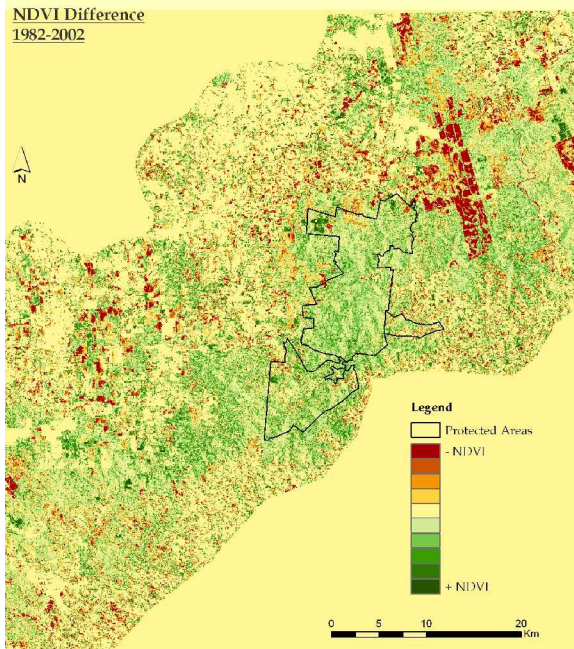 NDVI Difference
1982-2002
N
Legend
Protected Areas
- NDVI
+ NDVI
0 5 10 20
Km